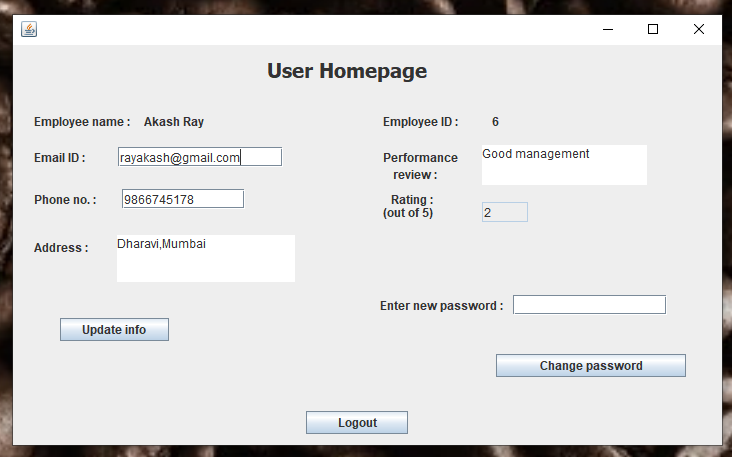 User Homepage
Employee name : Akash Ray
Employee ID : 6
Email ID : rayakash@gmail.com
Performance review : Good management
Phone no. : 9866745178
Rating : (out of 5) 2
Address : Dharavi,Mumbai
Enter new password :
Update info
Change password
Logout